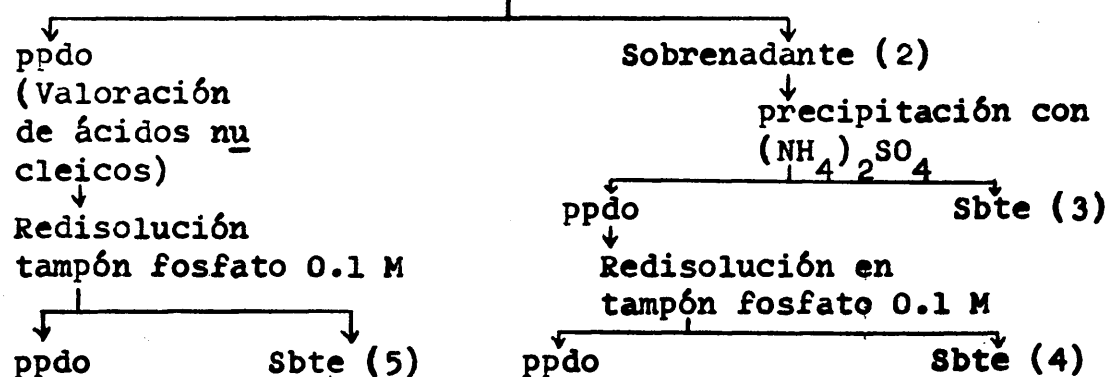 ppdo
(Valoración
de ácidos nu
cleicos)
Redisolución
tampón fosfato 0.1 M
ppdo Sbte (5)
Sobrenadante (2)
precipitación con
(NH4)2SO4
ppdo Sbte (3)
Redisolución en
tampón fosfato 0.1 M
ppdo Sbte (4)